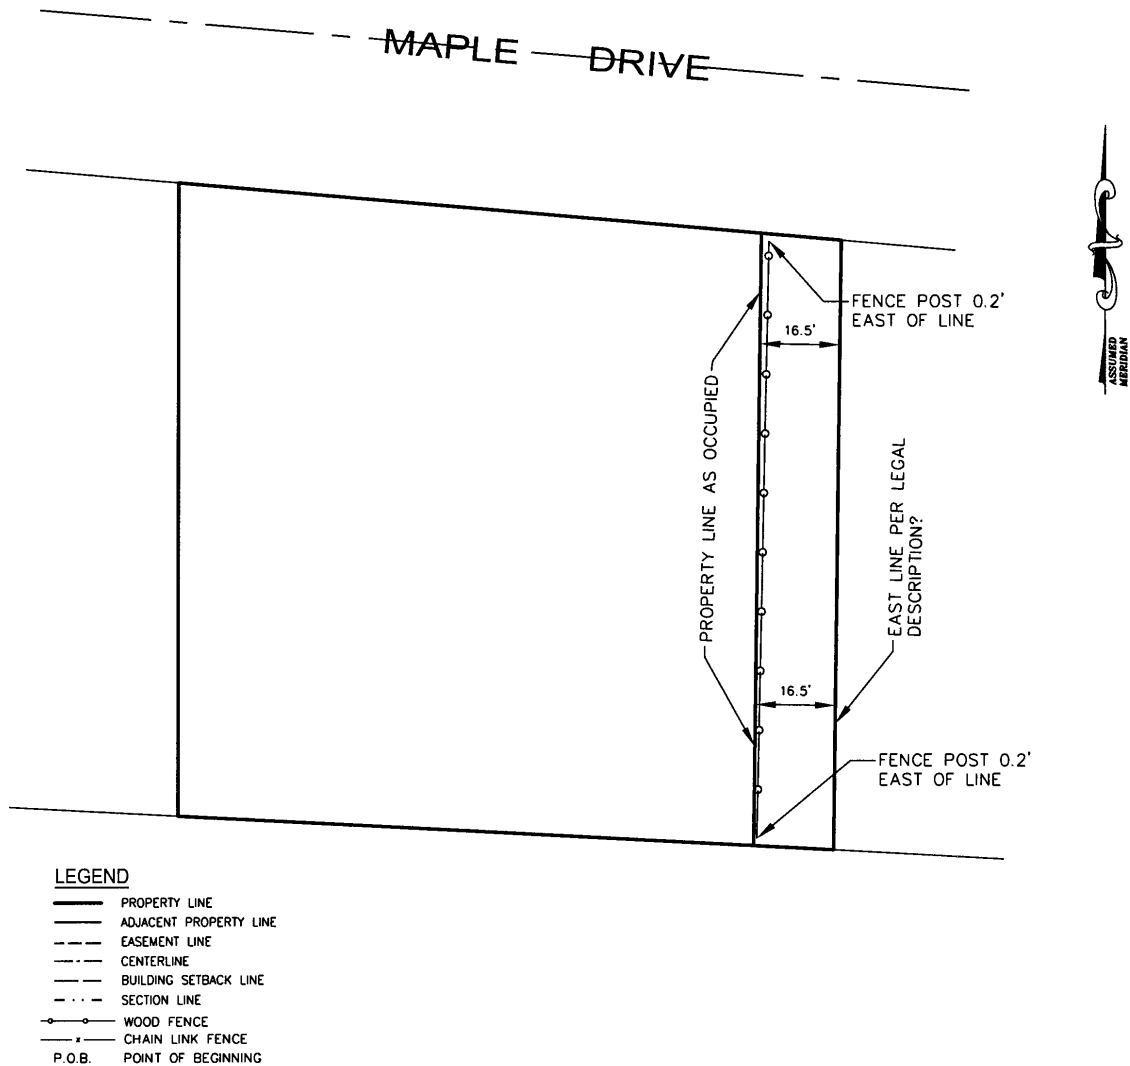 MAPLE DRIVE
FENCE POST 0.2'
EAST OF LINE
16.5'
ASSUMED
MERIDIAN
PROPERTY LINE AS OCCUPIED
EAST LINE PER LEGAL
DESCRIPTION?
16.5'
FENCE POST 0.2'
EAST OF LINE
LEGEND
PROPERTY LINE
ADJACENT PROPERTY LINE
EASEMENT LINE
CENTERLINE
BUILDING SETBACK LINE
SECTION LINE
WOOD FENCE
x CHAIN LINK FENCE
P.O.B. POINT OF BEGINNING